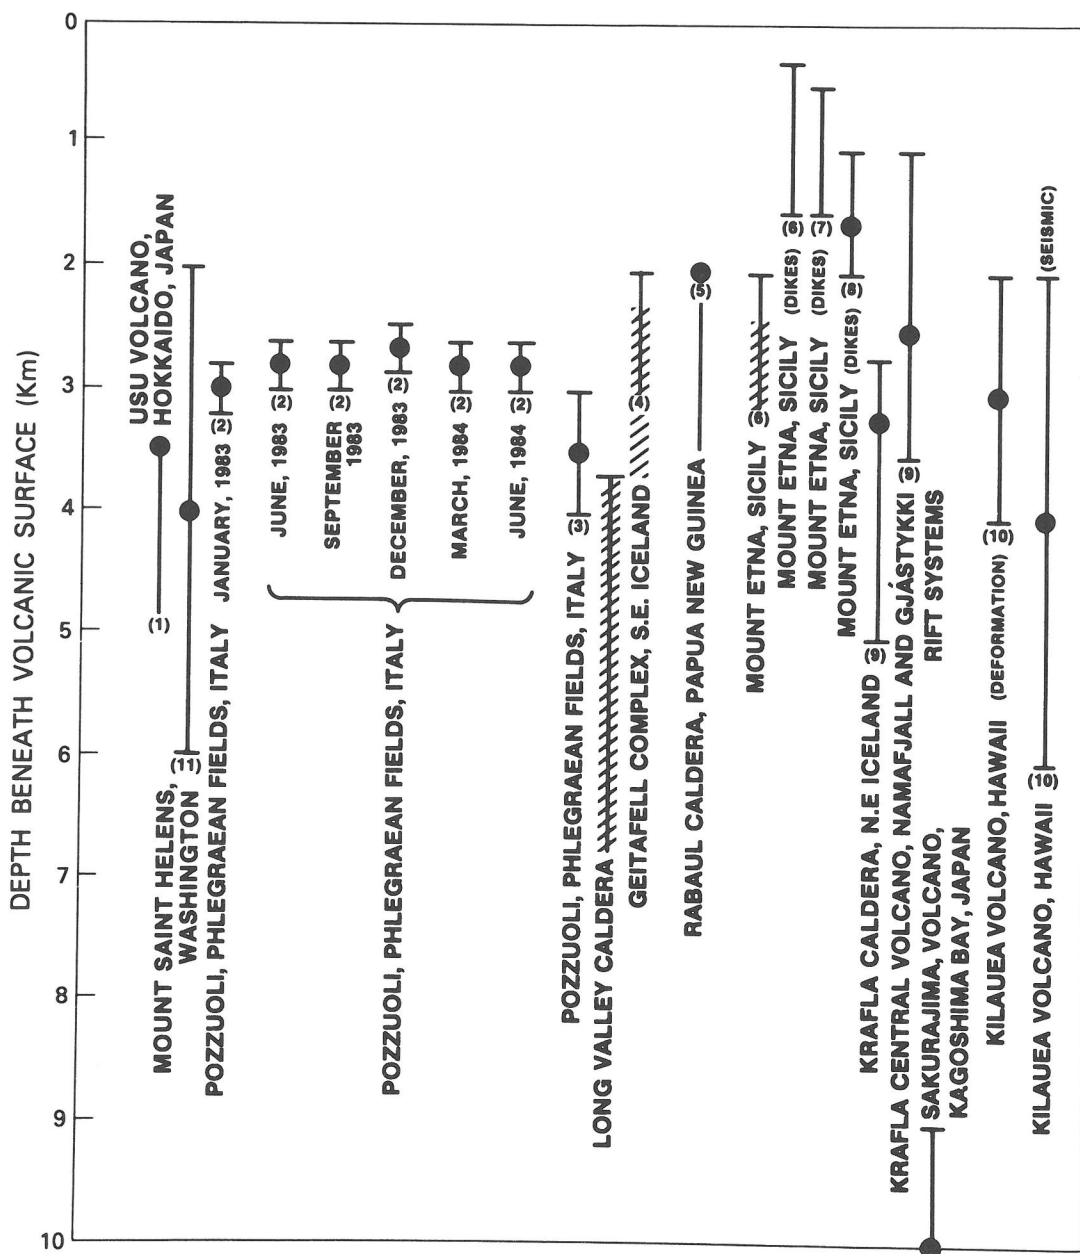 DEPTH BENEATH VOLCANIC SURFACE (Km)
0
1
2
3
4
5
6
7
8
9
10
USU VOLCANO,
HOKKAIDO, JAPAN
(1)
MOUNT SAINT HELENS,
WASHINGTON
(11)
POZZUOLI, PHLEGRAEAN FIELDS, ITALY JANUARY, 1983 (2)
JUNE, 1983 (2)
SEPTEMBER
1983
(2)
DECEMBER, 1983 (2)
MARCH, 1984 (2)
JUNE, 1984 (2)
POZZUOLI, PHLEGRAEAN FIELDS, ITALY
POZZUOLI, PHLEGRAEAN FIELDS, ITALY (3)
LONG VALLEY CALDERA
GEITAFELL COMPLEX, S.E. ICELAND (4)
RABAUL CALDERA, PAPUA NEW GUINEA
(5)
MOUNT ETNA, SICILY (6)
MOUNT ETNA, SICILY (DIKES) (6)
MOUNT ETNA, SICILY (DIKES) (7)
MOUNT ETNA, SICILY (DIKES) (8)
KRAFLA CALDERA, N.E ICELAND (9)
KRAFLA CENTRAL VOLCANO, NAMAFJALL AND GJÁSTYKKI (9)
RIFT SYSTEMS
SAKURAJIMA, VOLCANO,
KAGOSHIMA BAY, JAPAN
KILAUEA VOLCANO, HAWAII (DEFORMATION) (10)
KILAUEA VOLCANO, HAWAII (10)
(SEISMIC)